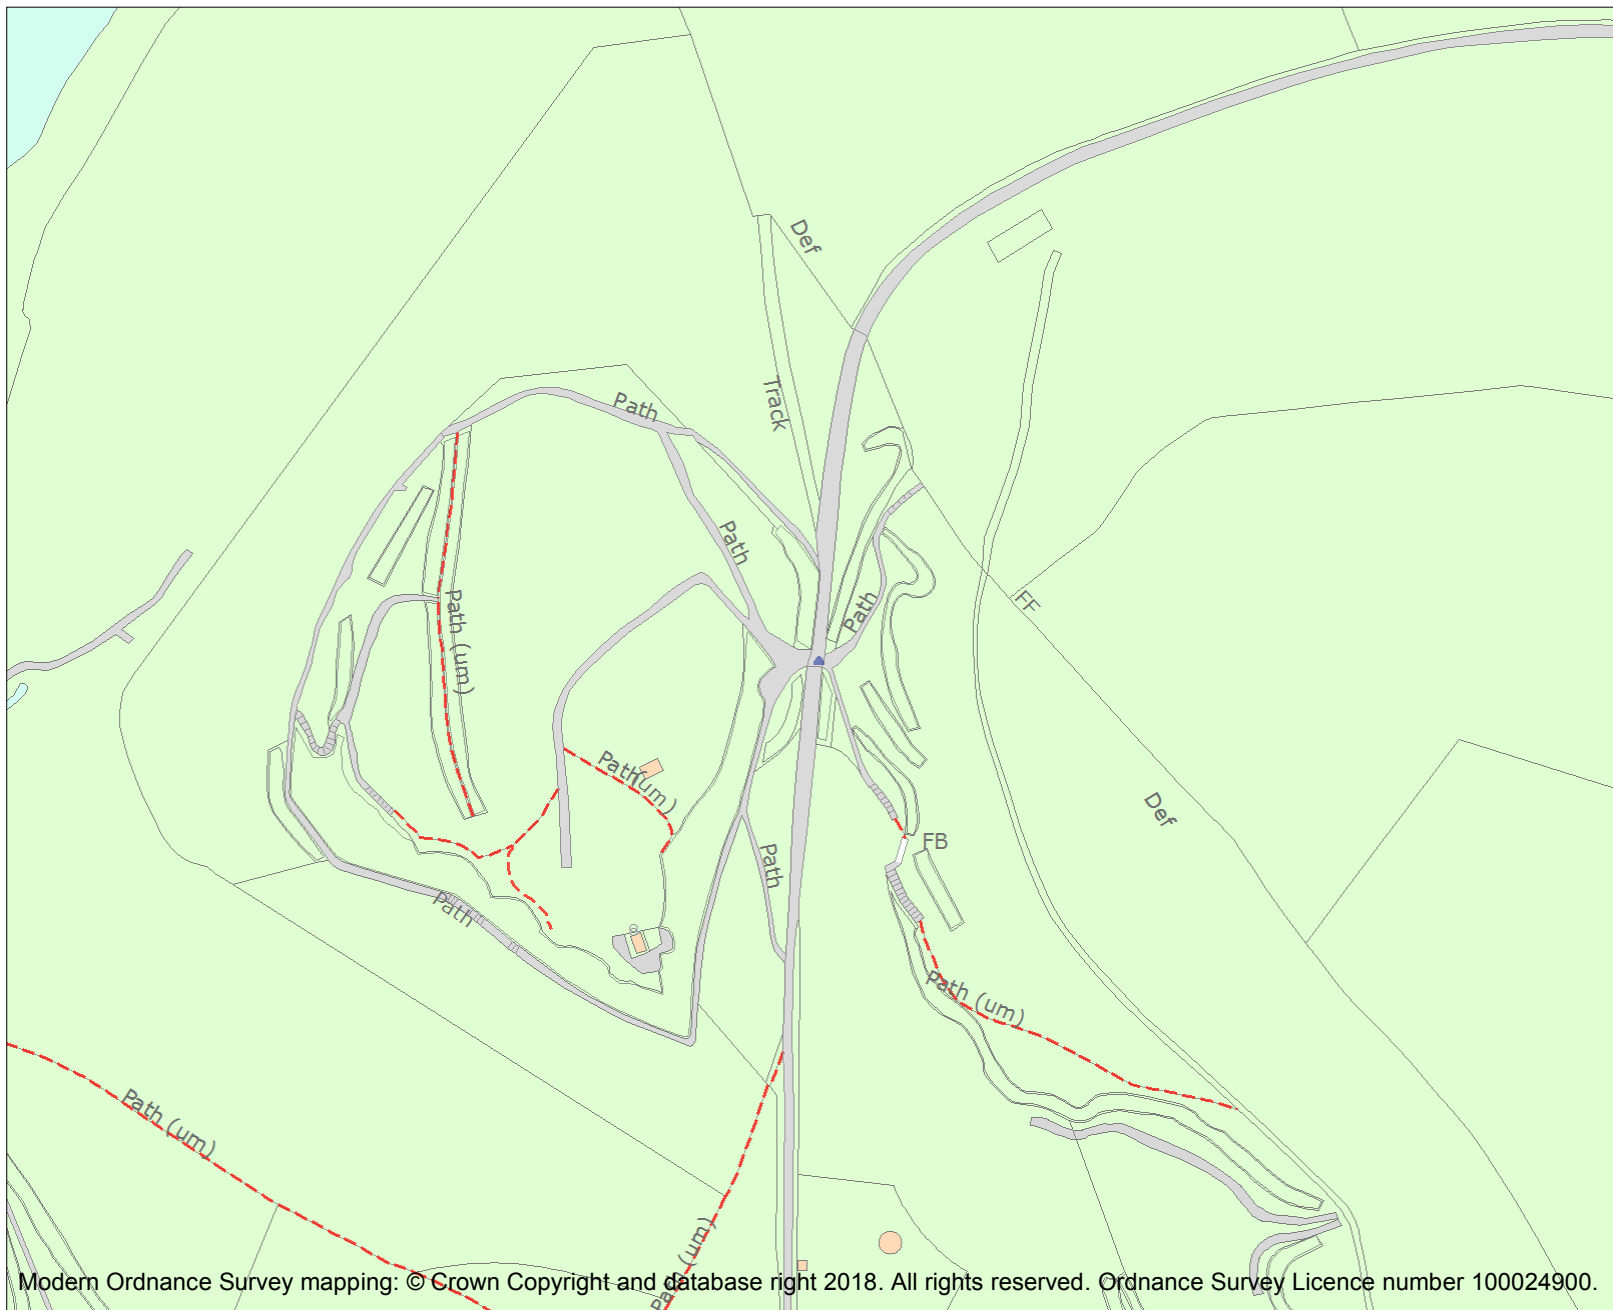 Def
Track
Path
Path
Path (um)
Path
FF
Path(um)
Def
FB
Path
Path
Path (um)
Path (um)
Path (um)
Modern Ordnance Survey mapping: © Crown Copyright and database right 2018. All rights reserved. Ordnance Survey Licence number 100024900.